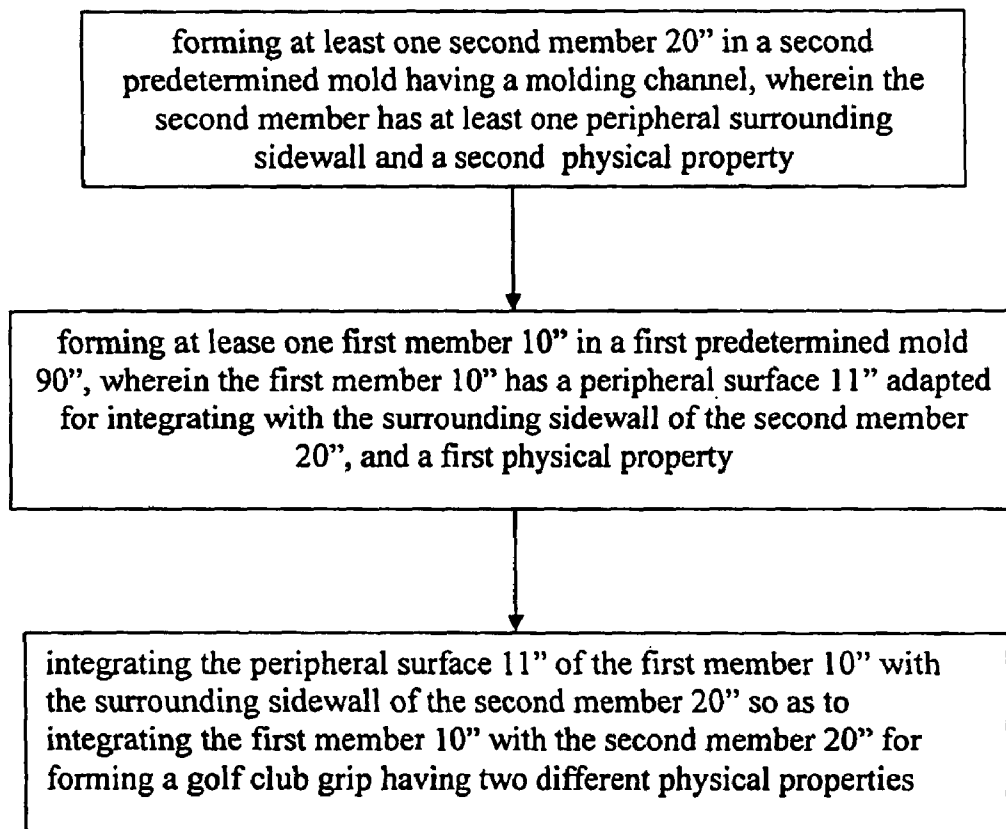 forming at least one second member 20” in a second
predetermined mold having a molding channel, wherein the
second member has at least one peripheral surrounding
sidewall and a second physical property
forming at lease one first member 10” in a first predetermined mold
90”, wherein the first member 10” has a peripheral surface 11” adapted
for integrating with the surrounding sidewall of the second member
20”, and a first physical property
integrating the peripheral surface 11” of the first member 10” with
the surrounding sidewall of the second member 20” so as to
integrating the first member 10” with the second member 20” for
forming a golf club grip having two different physical properties